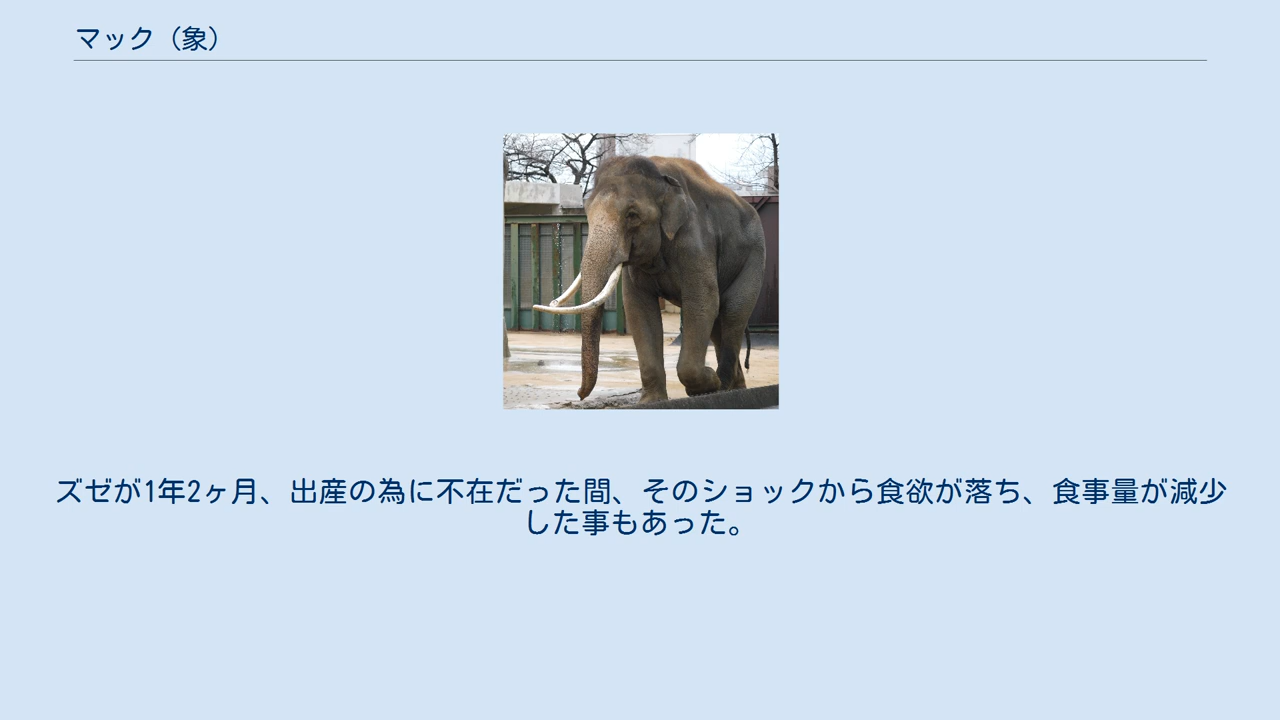 マック（象）
ズゼが1年2ヶ月、出産の為に不在だった間、そのショックから食欲が落ち、食事量が減少
した事もあった。